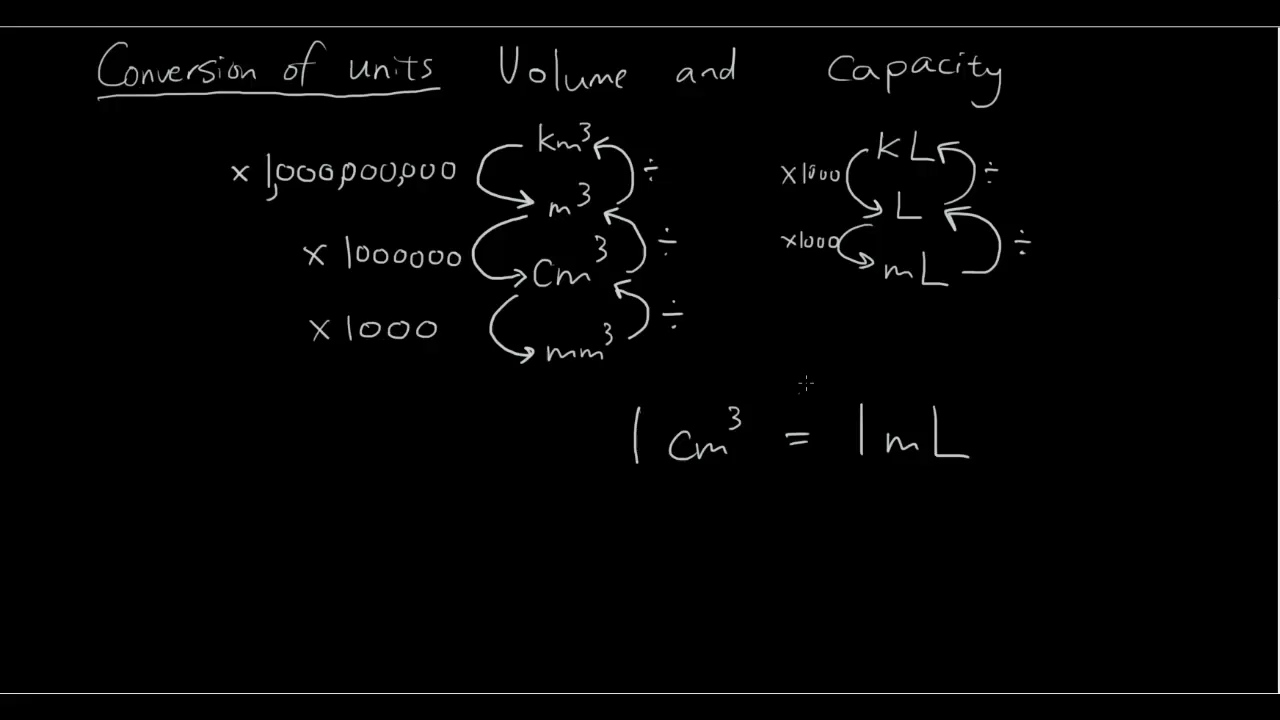 Conversion of units Volume and Capacity
km³
x 1,000,000,000 ÷
m³
x 1000000 ÷
Cm³
x 1000 ÷
mm³
kL
x1000 ÷
L
x1000 ÷
mL
1 cm³ = 1 mL